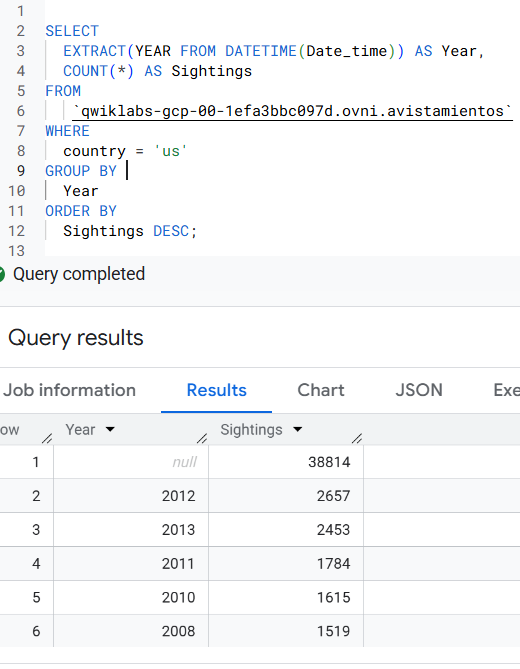 1
2 SELECT
3 EXTRACT(YEAR FROM DATETIME(Date_time)) AS Year,
4 COUNT(*) AS Sightings
5 FROM
6 `qwiklabs-gcp-00-1efa3bbc097d.ovni.avistamientos`
7 WHERE
8 country = 'us'
9 GROUP BY
10 Year
11 ORDER BY
12 Sightings DESC;
13
Query completed
Query results
Job information Results Chart JSON Exe
ow Year Sightings
1 null 38814
2 2012 2657
3 2013 2453
4 2011 1784
5 2010 1615
6 2008 1519